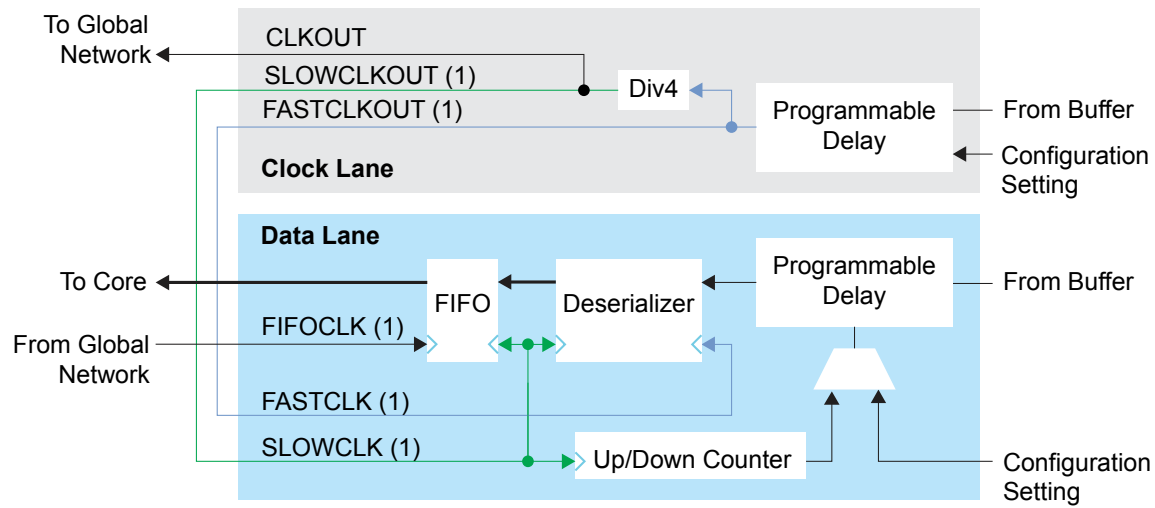 To Global
Network
CLKOUT
SLOWCLKOUT (1)
FASTCLKOUT (1)
Div4
Programmable
Delay
From Buffer
Configuration
Setting
Clock Lane
Data Lane
To Core
FIFO
Deserializer
Programmable
Delay
From Buffer
FIFOCLK (1)
From Global
Network
FASTCLK (1)
SLOWCLK (1)
Up/Down Counter
Configuration
Setting